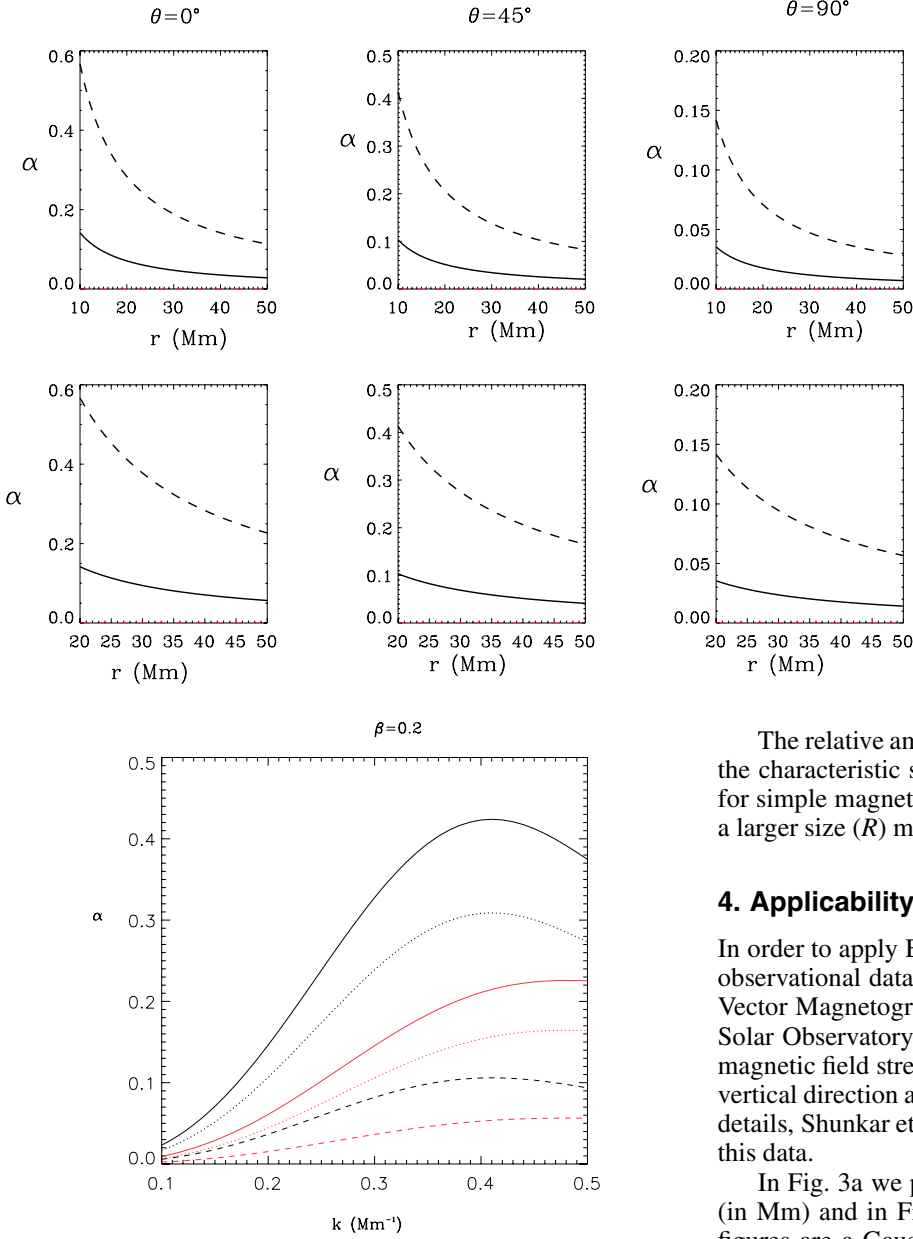 θ=0°
θ=45°
θ=90°
0.6
0.4
0.2
0.0
α
10 20 30 40 50
r (Mm)
0.5
0.4
0.3
0.2
0.1
0.0
α
10 20 30 40 50
r (Mm)
0.20
0.15
0.10
0.05
0.00
α
10 20 30 40 50
r (Mm)
0.6
0.4
0.2
0.0
α
20 25 30 35 40 45 50
r (Mm)
0.5
0.4
0.3
0.2
0.1
0.0
α
20 25 30 35 40 45 50
r (Mm)
0.20
0.15
0.10
0.05
0.00
α
20 25 30 35 40 45 50
r (Mm)
β=0.2
0.5
0.4
0.3
0.2
0.1
0.0
α
0.1 0.2 0.3 0.4 0.5
k (Mm⁻¹)
The relative
the characteristic
for simple
a larger size (R)
4. Applicability
In order to apply
observational data
Vector
Solar Observatory
magnetic field
vertical direction
details, Shunkar et
this data.
In Fig. 3a we
(in Mm) and in
figures are a